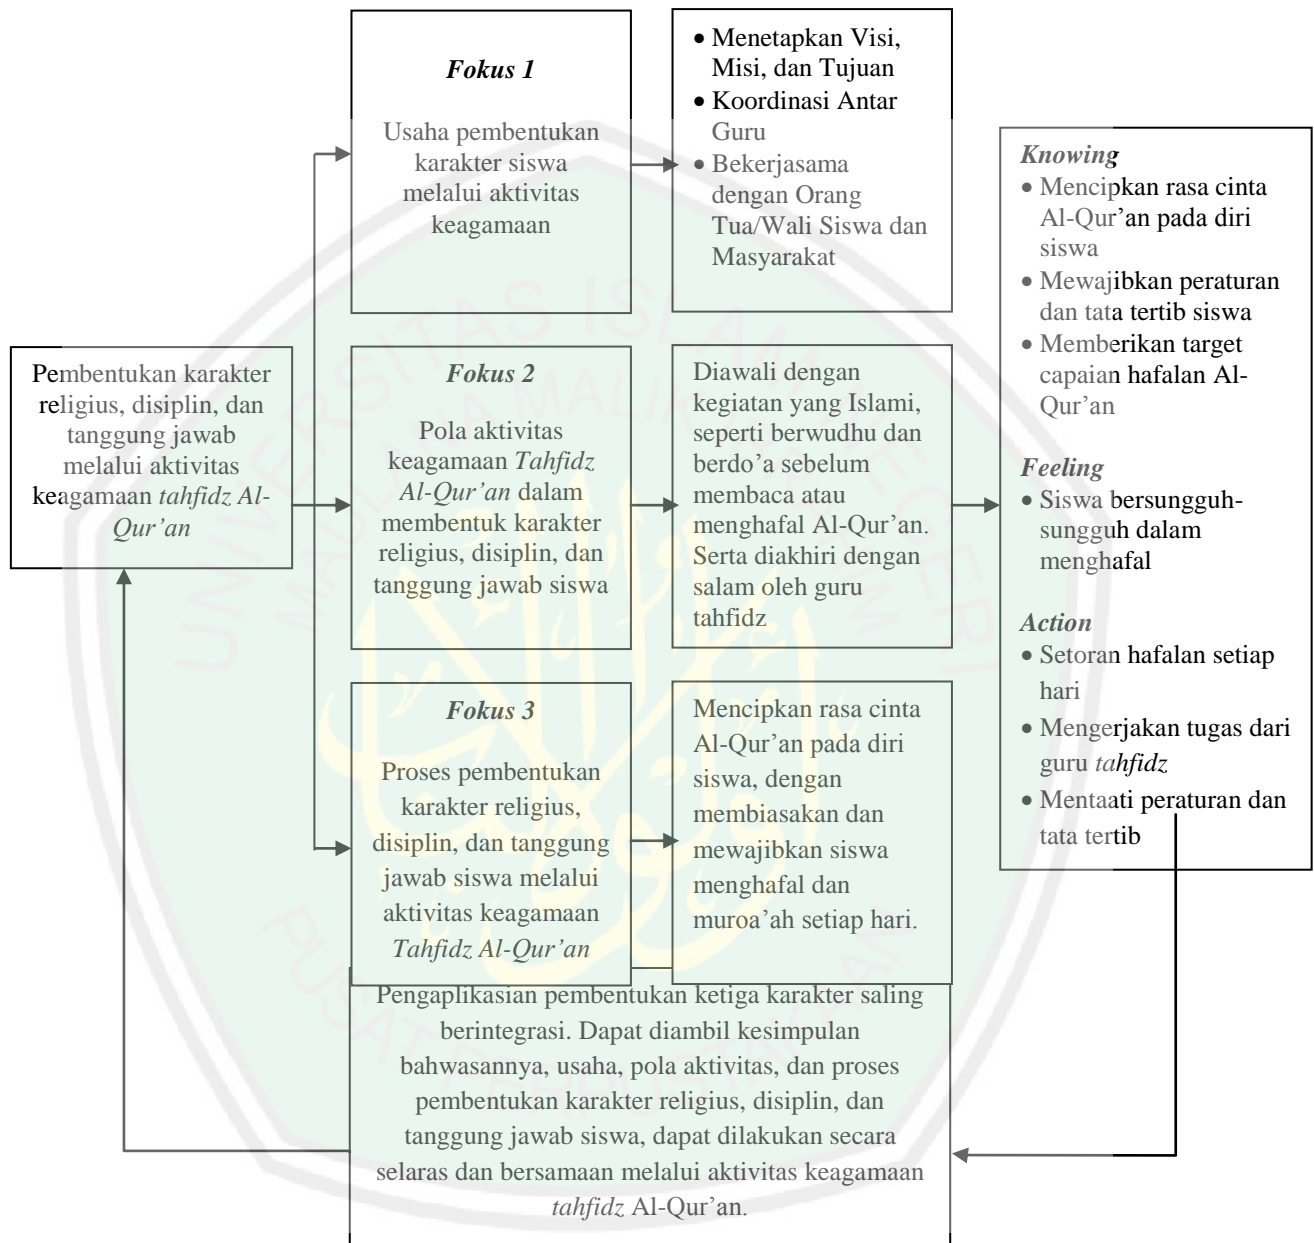 Fokus 1
Usaha pembentukan
karakter siswa
melalui aktivitas
keagamaan
• Menetapkan Visi,
Misi, dan Tujuan
• Koordinasi Antar
Guru
• Bekerjasama
dengan Orang
Tua/Wali Siswa dan
Masyarakat
Pembentukan karakter
religius, disiplin, dan
tanggung jawab
melalui aktivitas
keagamaan tahfidz Al-
Qur’an
Fokus 2
Pola aktivitas
keagamaan Tahfidz
Al-Qur’an dalam
membentuk karakter
religius, disiplin, dan
tanggung jawab siswa
Diawali dengan
kegiatan yang Islami,
seperti berwudhu dan
berdo’a sebelum
membaca atau
menghafal Al-Qur’an.
Serta diakhiri dengan
salam oleh guru
tahfidz
Fokus 3
Proses pembentukan
karakter religius,
disiplin, dan tanggung
jawab siswa melalui
aktivitas keagamaan
Tahfidz Al-Qur’an
Mencipkan rasa cinta
Al-Qur’an pada diri
siswa, dengan
membiasakan dan
mewajibkan siswa
menghafal dan
muroa’ah setiap hari.
Knowing
• Mencipkan rasa cinta
Al-Qur’an pada diri
siswa
• Mewajibkan peraturan
dan tata tertib siswa
• Memberikan target
capaian hafalan Al-
Qur’an
Feeling
• Siswa bersungguh-
sungguh dalam
menghafal
Action
• Setoran hafalan setiap
hari
• Mengerjakan tugas dari
guru tahfidz
• Mentaati peraturan dan
tata tertib
Pengaplikasian pembentukan ketiga karakter saling
berintegrasi. Dapat diambil kesimpulan
bahwasannya, usaha, pola aktivitas, dan proses
pembentukan karakter religius, disiplin, dan
tanggung jawab siswa, dapat dilakukan secara
selaras dan bersamaan melalui aktivitas keagamaan
tahfidz Al-Qur’an.
UNIVERSITAS ISLAM NEGERI
MAULANA MALIK
PUSAT PERPUSTAKAAN